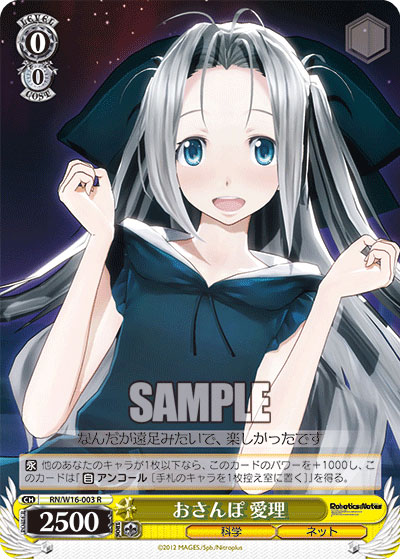 LEVEL
0
0
COST
SAMPLE
なんだか遠足みたいで、楽しかったです
永 他のあなたのキャラが1枚以下なら、このカードのパワーを+1000し、こ
のカードは『自 アンコール [手札のキャラを1枚控え室に置く]』を得る。
CH RN/W16-003 R
2500
おさんぽ 愛理
科学 ネット
©2012 MAGES./5pb./Nitroplus
Robotics;Notes